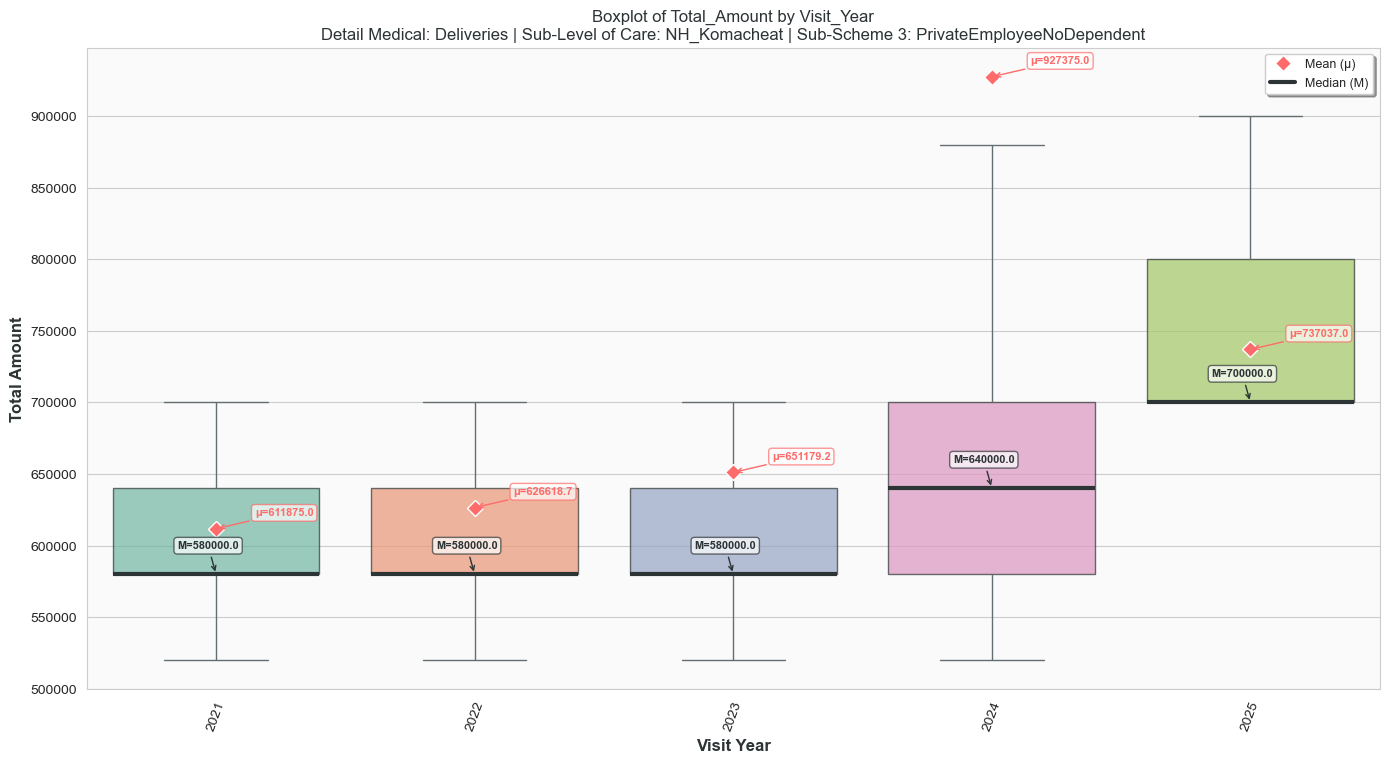 Boxplot of Total_Amount by Visit_Year
Detail Medical: Deliveries | Sub-Level of Care: NH_Komacheat | Sub-Scheme 3: PrivateEmployeeNoDependent
Mean (μ)
Median (M)
μ=927375.0
900000
850000
800000
750000
700000
650000
600000
550000
500000
Total Amount
μ=737037.0
M=700000.0
M=640000.0
μ=651179.2
μ=626618.7
μ=611875.0
M=580000.0
M=580000.0
M=580000.0
2021
2022
2023
2024
2025
Visit Year